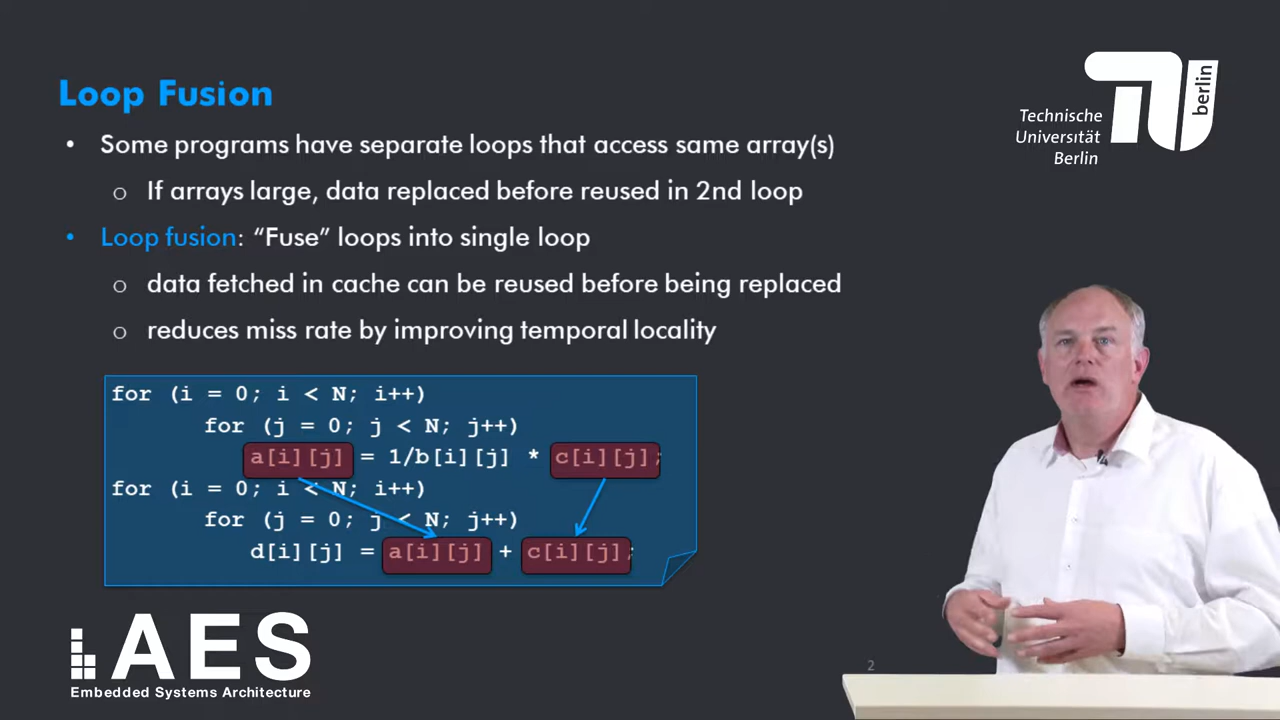 Loop Fusion
• Some programs have separate loops that access same array(s)
o If arrays large, data replaced before reused in 2nd loop
• Loop fusion: “Fuse” loops into single loop
o data fetched in cache can be reused before being replaced
o reduces miss rate by improving temporal locality
for (i = 0; i < N; i++)
for (j = 0; j < N; j++)
a[i][j] = 1/b[i][j] * c[i][j];
for (i = 0; i < N; i++)
for (j = 0; j < N; j++)
d[i][j] = a[i][j] + c[i][j];
Technische
Universität
Berlin
berlin
AES
Embedded Systems Architecture
2